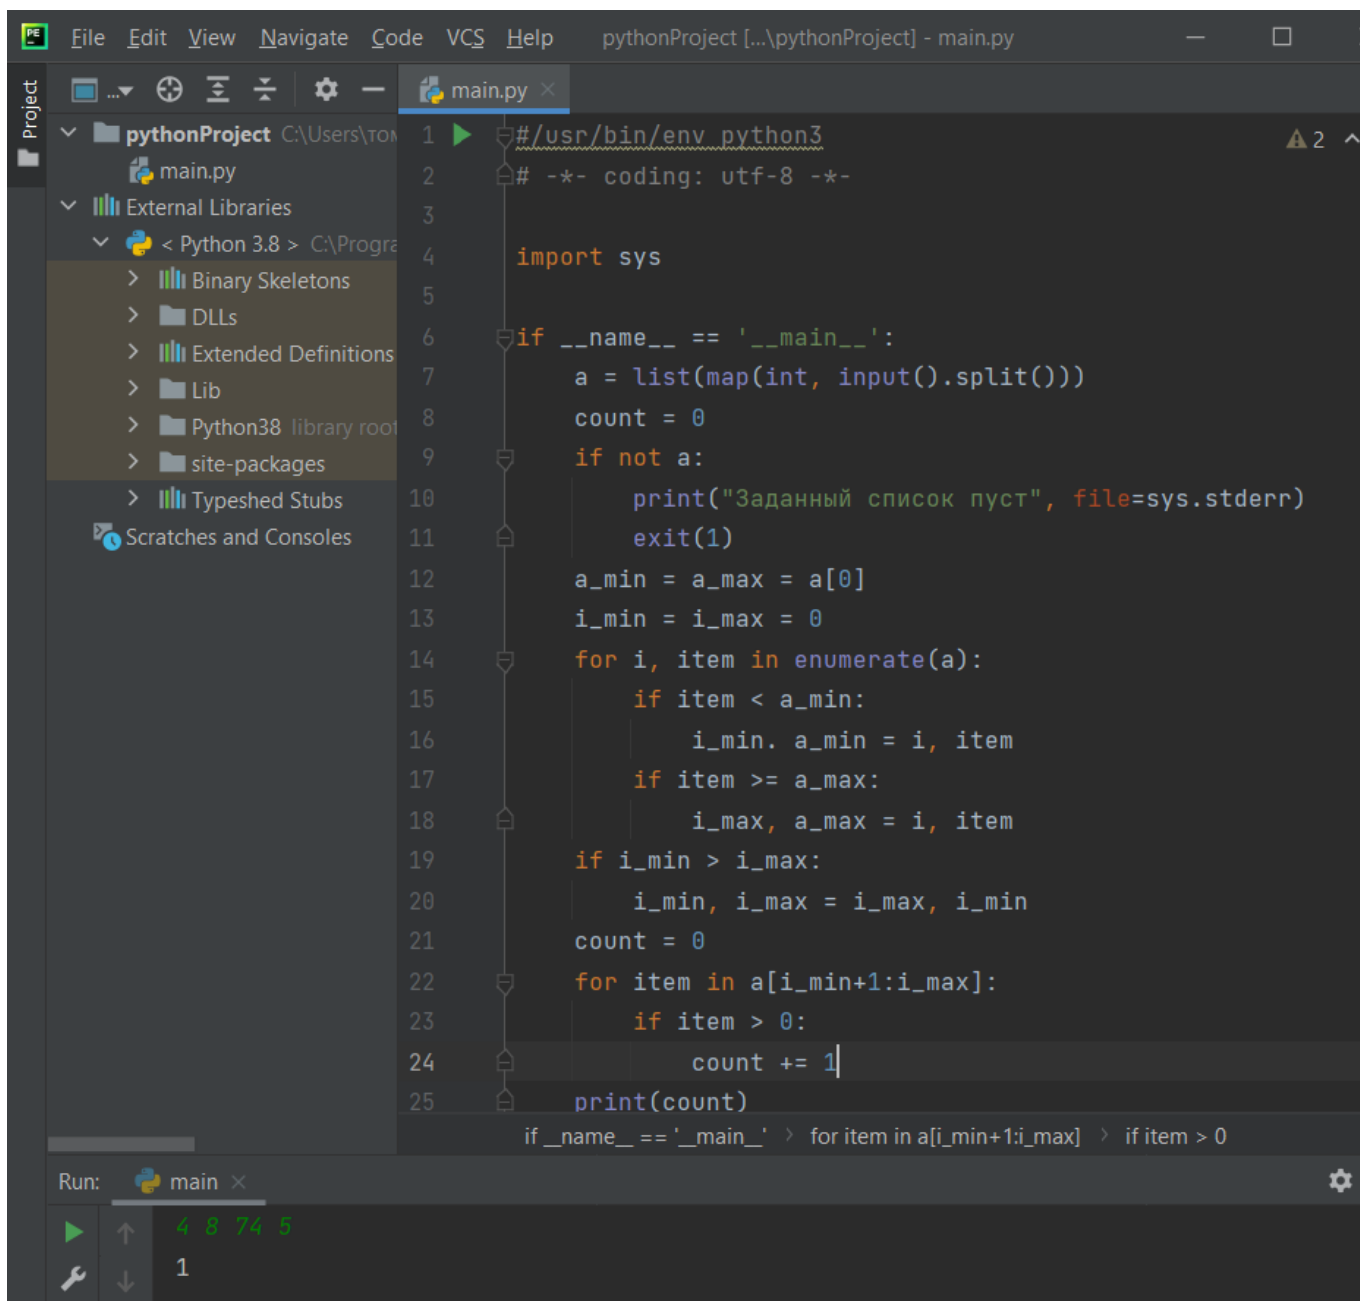 PE File Edit View Navigate Code VCS Help pythonProject [...\pythonProject] - main.py
Project
...
main.py
pythonProject C:\Users\том
main.py
External Libraries
< Python 3.8 > C:\Progra
Binary Skeletons
DLLs
Extended Definitions
Lib
Python38 library root
site-packages
Typeshed Stubs
Scratches and Consoles
2
1 #/usr/bin/env python3
2 # -*- coding: utf-8 -*-
3
4 import sys
5
6 if __name__ == '__main__':
7 a = list(map(int, input().split()))
8 count = 0
9 if not a:
10 print("Заданный список пуст", file=sys.stderr)
11 exit(1)
12 a_min = a_max = a[0]
13 i_min = i_max = 0
14 for i, item in enumerate(a):
15 if item < a_min:
16 i_min. a_min = i, item
17 if item >= a_max:
18 i_max, a_max = i, item
19 if i_min > i_max:
20 i_min, i_max = i_max, i_min
21 count = 0
22 for item in a[i_min+1:i_max]:
23 if item > 0:
24 count += 1
25 print(count)
if __name__ == '__main__' > for item in a[i_min+1:i_max] > if item > 0
Run: main
4 8 74 5
1